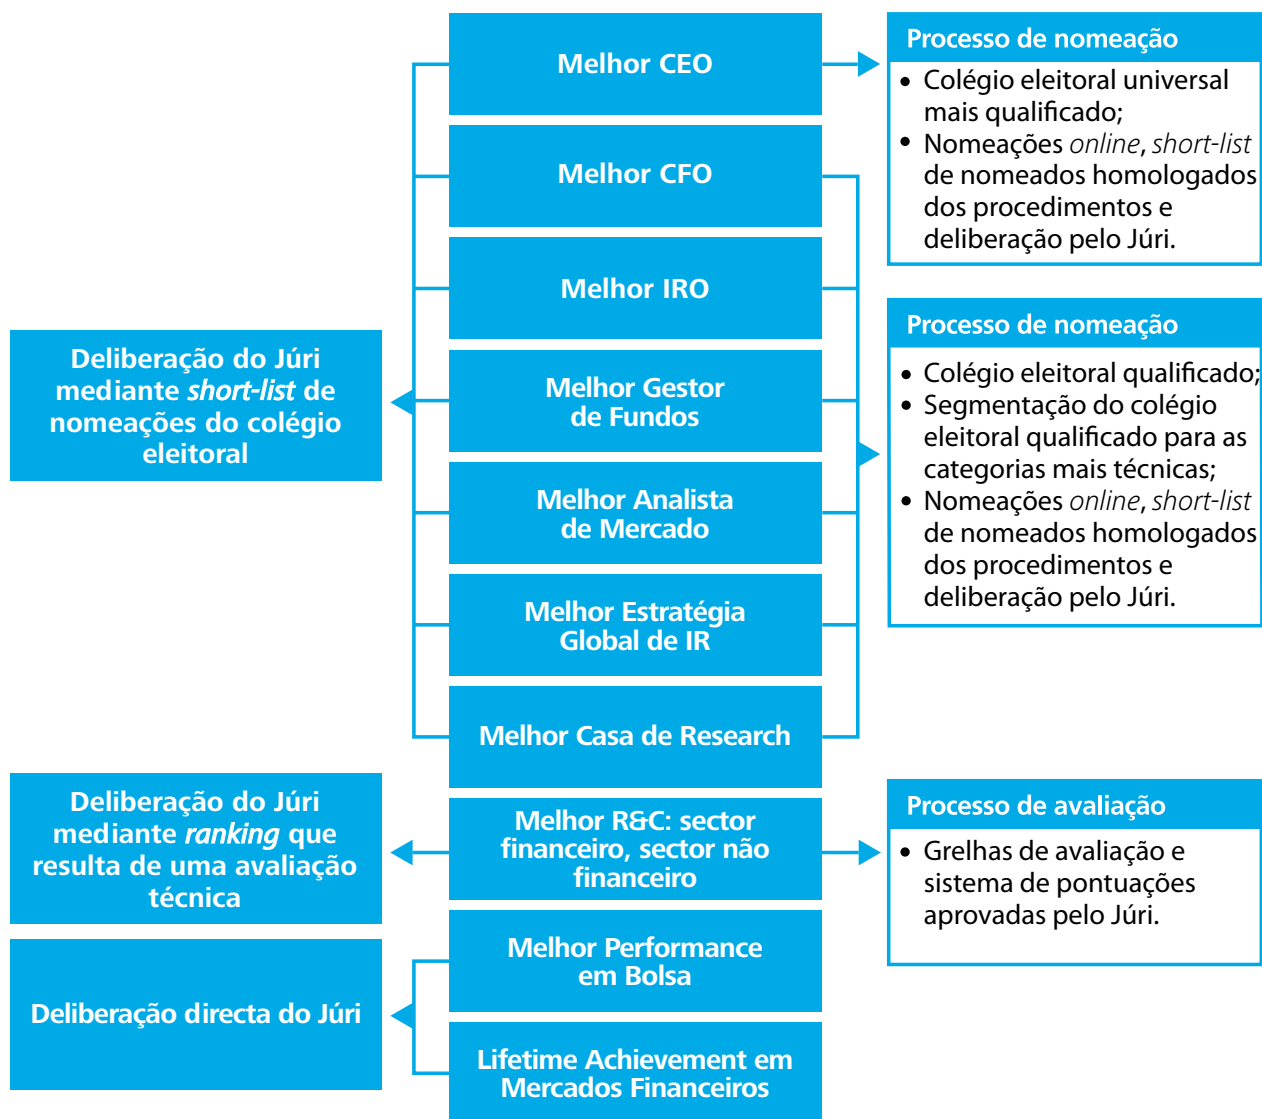 Deliberação do Júri
mediante short-list de
nomeações do colégio
eleitoral
Deliberação do Júri
mediante ranking que
resulta de uma avaliação
técnica
Deliberação directa do Júri
Melhor CEO
Melhor CFO
Melhor IRO
Melhor Gestor
de Fundos
Melhor Analista
de Mercado
Melhor Estratégia
Global de IR
Melhor Casa de Research
Melhor R&C: sector
financeiro, sector não
financeiro
Melhor Performance
em Bolsa
Lifetime Achievement em
Mercados Financeiros
Processo de nomeação
• Colégio eleitoral universal
mais qualificado;
• Nomeações online, short-list
de nomeados homologados
dos procedimentos e
deliberação pelo Júri.
Processo de nomeação
• Colégio eleitoral qualificado;
• Segmentação do colégio
eleitoral qualificado para as
categorias mais técnicas;
• Nomeações online, short-list
de nomeados homologados
dos procedimentos e
deliberação pelo Júri.
Processo de avaliação
• Grelhas de avaliação e
sistema de pontuações
aprovadas pelo Júri.